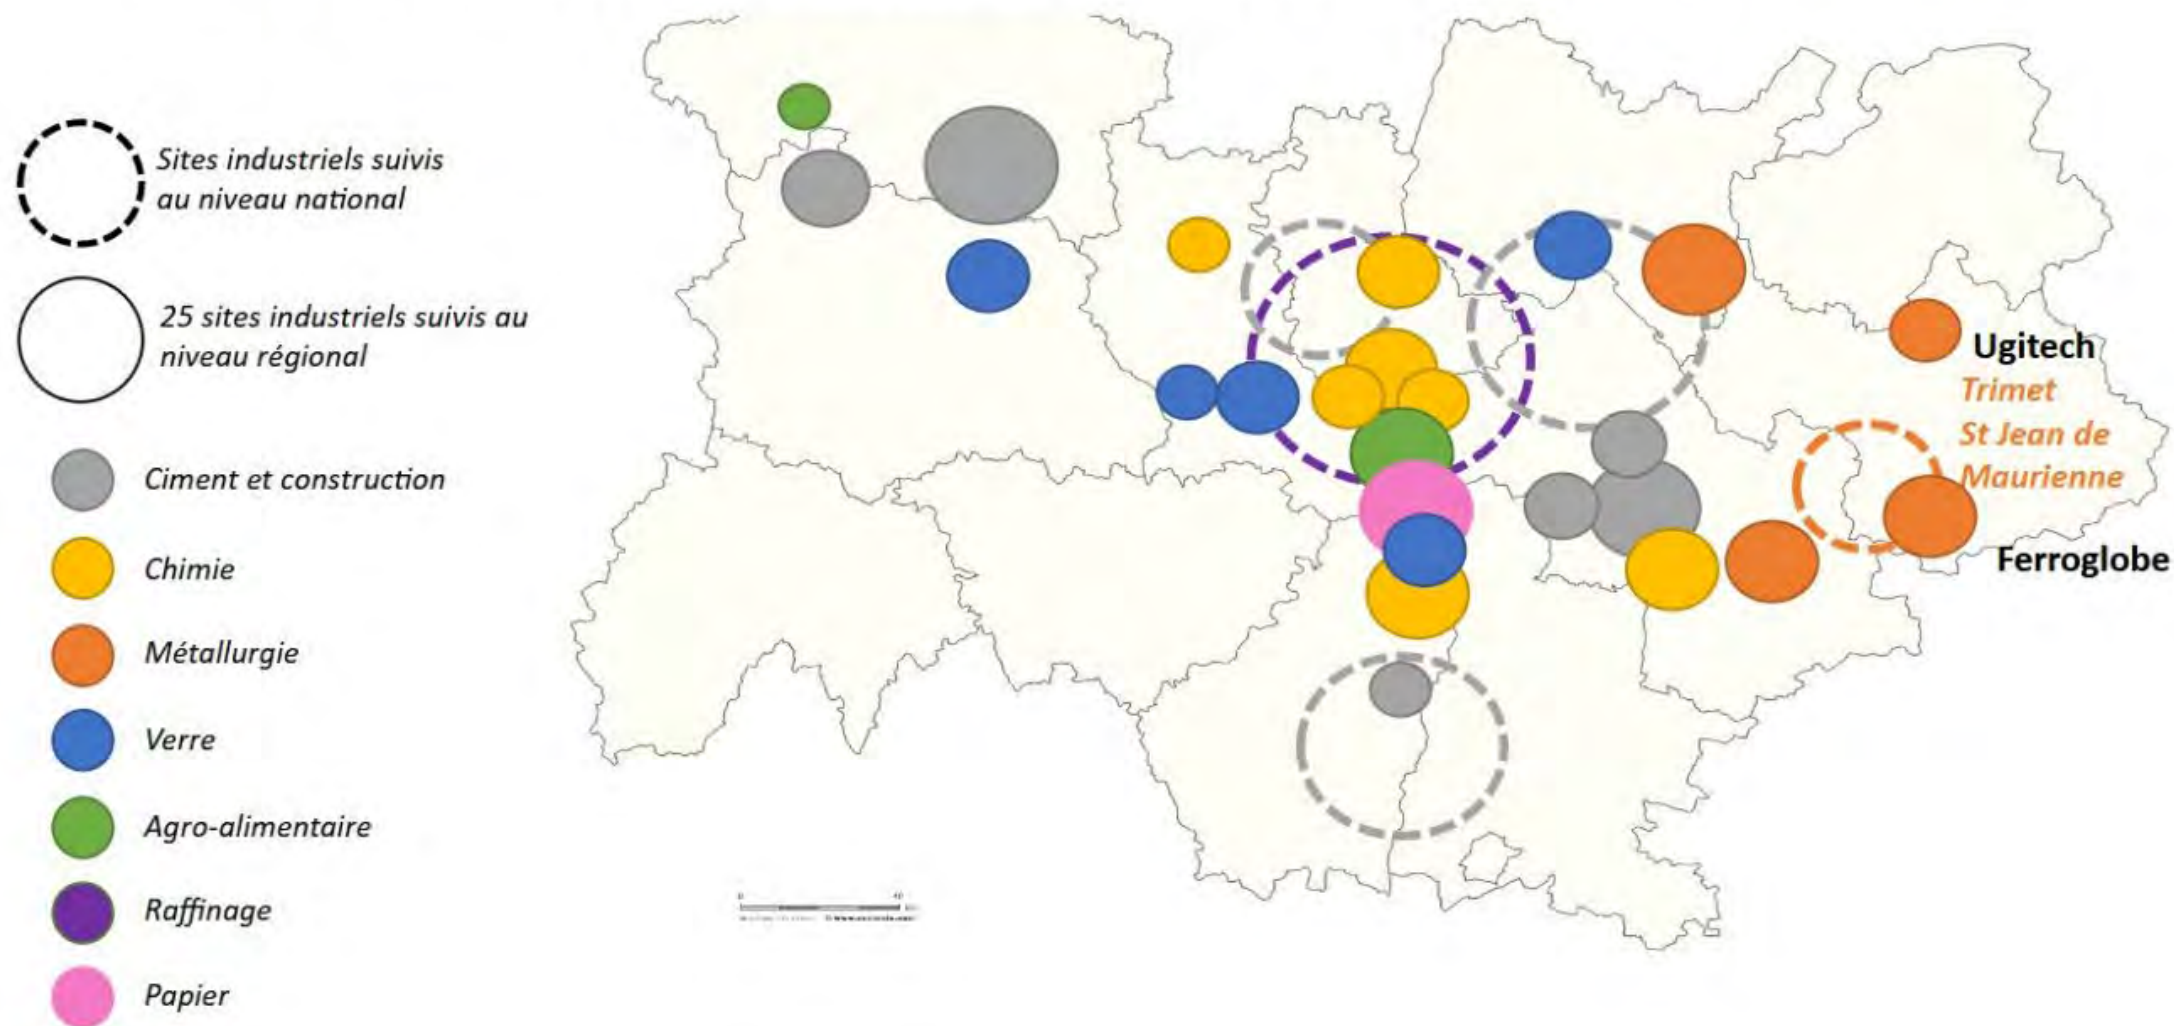 Sites industriels suivis
au niveau national
25 sites industriels suivis au
niveau régional
Ciment et construction
Chimie
Métallurgie
Verre
Agro-alimentaire
Raffinage
Papier
Ugitech
Trimet
St Jean de
Maurienne
Ferroglobe
0